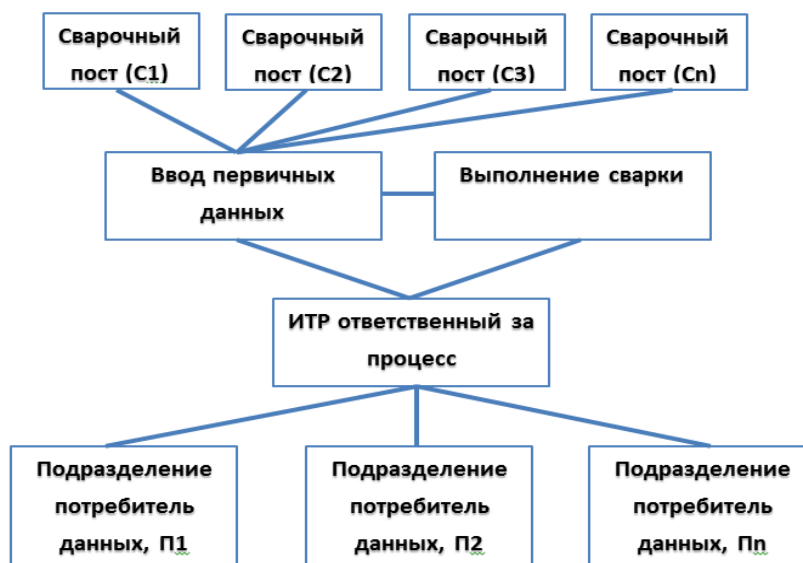 Сварочный
пост (С1)
Сварочный
пост (С2)
Сварочный
пост (С3)
Сварочный
пост (Сn)
Ввод первичных
данных
Выполнение сварки
ИТР ответственный за
процесс
Подразделение
потребитель
данных, П1
Подразделение
потребитель
данных, П2
Подразделение
потребитель
данных, Пn